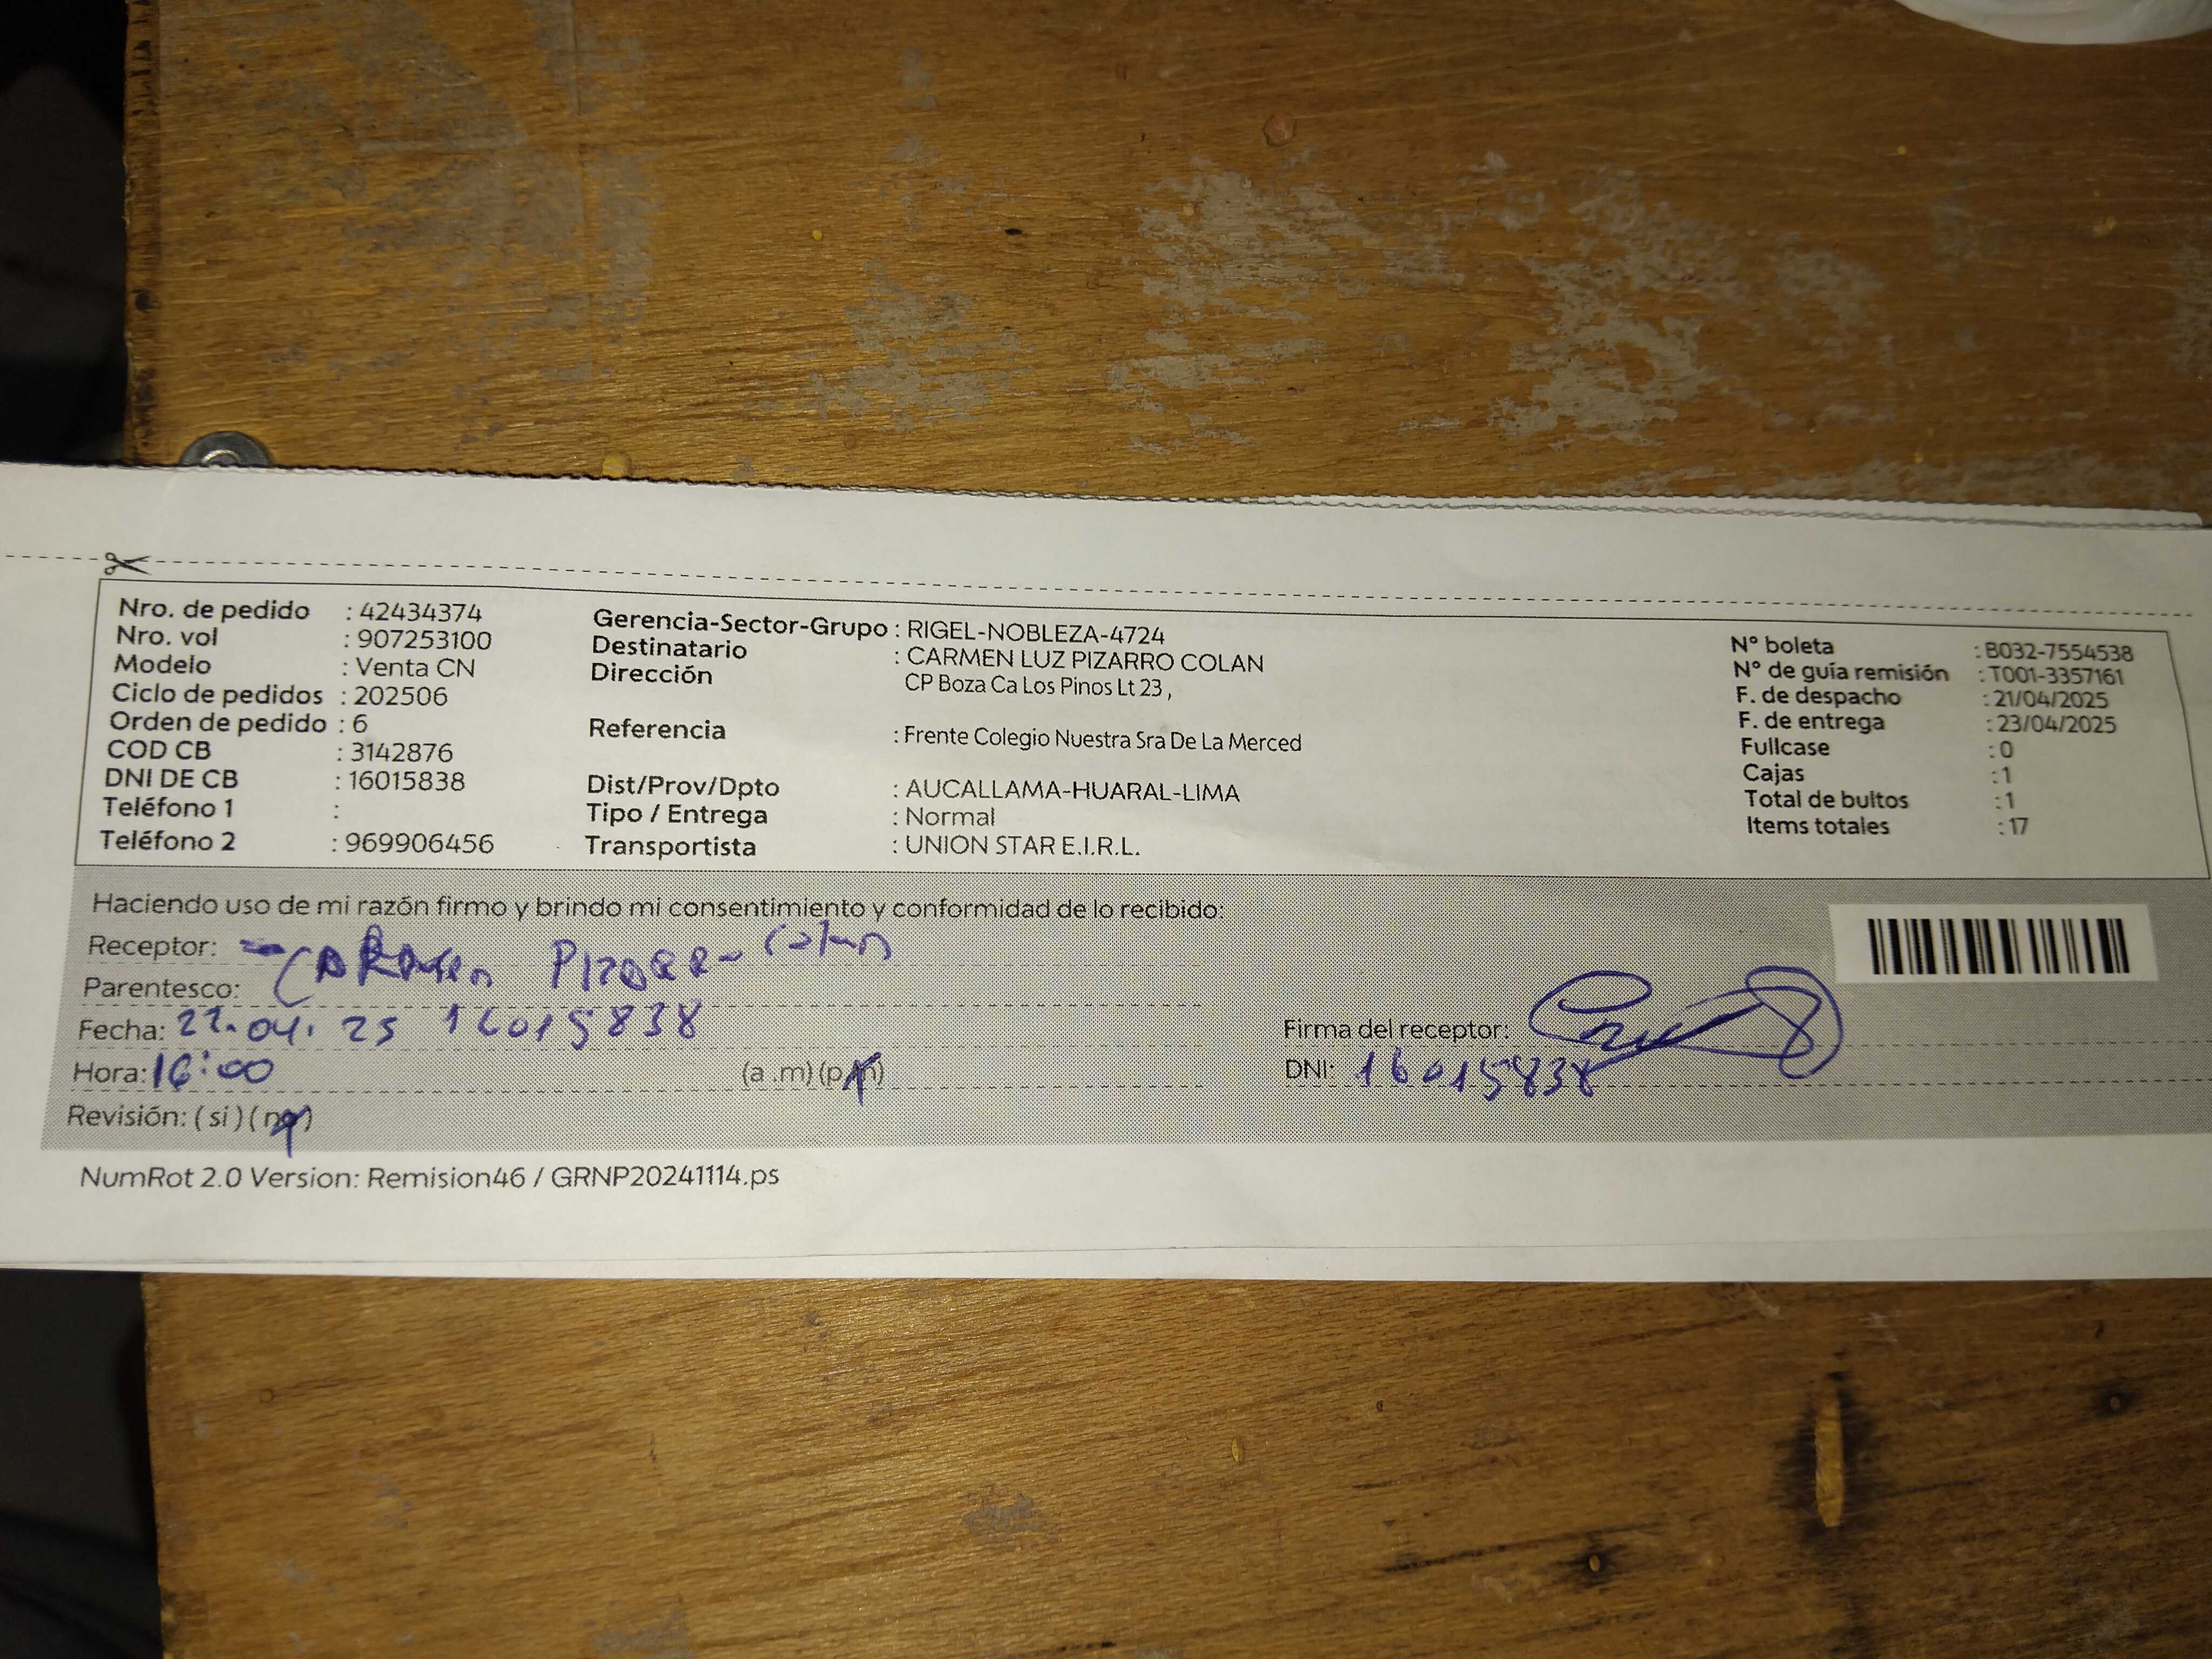 Nro. de pedido : 42434374
Nro. vol : 907253100
Modelo : Venta CN
Ciclo de pedidos : 202506
Orden de pedido : 6
COD CB : 3142876
DNI DE CB : 16015838
Teléfono 1 :
Teléfono 2 : 969906456
Gerencia-Sector-Grupo : RIGEL-NOBLEZA-4724
Destinatario : CARMEN LUZ PIZARRO COLAN
Dirección CP Boza Ca Los Pinos Lt 23 ,
Referencia : Frente Colegio Nuestra Sra De La Merced
Dist/Prov/Dpto : AUCALLAMA-HUARAL-LIMA
Tipo / Entrega : Normal
Transportista : UNION STAR E.I.R.L.
N° boleta : B032-7554538
N° de guía remisión : T001-3357161
F. de despacho : 21/04/2025
F. de entrega : 23/04/2025
Fullcase : 0
Cajas : 1
Total de bultos : 1
Items totales : 17
Haciendo uso de mi razón firmo y brindo mi consentimiento y conformidad de lo recibido:
Receptor: Carmen Pizarro Colan
Parentesco:
Fecha: 22.04.25 16015838
Hora: 16:00 (a .m) (p.m)
Revisión: ( si ) ( no )
Firma del receptor:
DNI: 16015838
NumRot 2.0 Version: Remision46 / GRNP20241114.ps